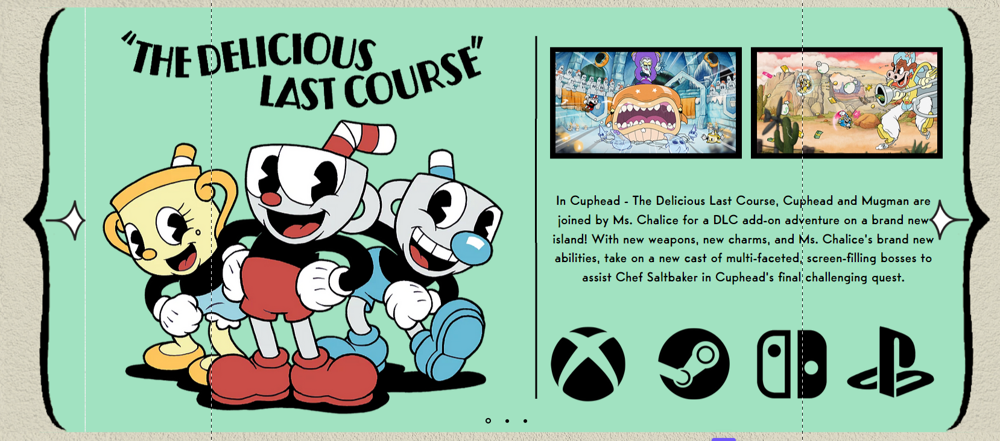 "THE DELICIOUS
LAST COURSE"
In Cuphead - The Delicious Last Course, Cuphead and Mugman are
joined by Ms. Chalice for a DLC add-on adventure on a brand new
island! With new weapons, new charms, and Ms. Chalice's brand new
abilities, take on a new cast of multi-faceted, screen-filling bosses to
assist Chef Saltbaker in Cuphead's final challenging quest.